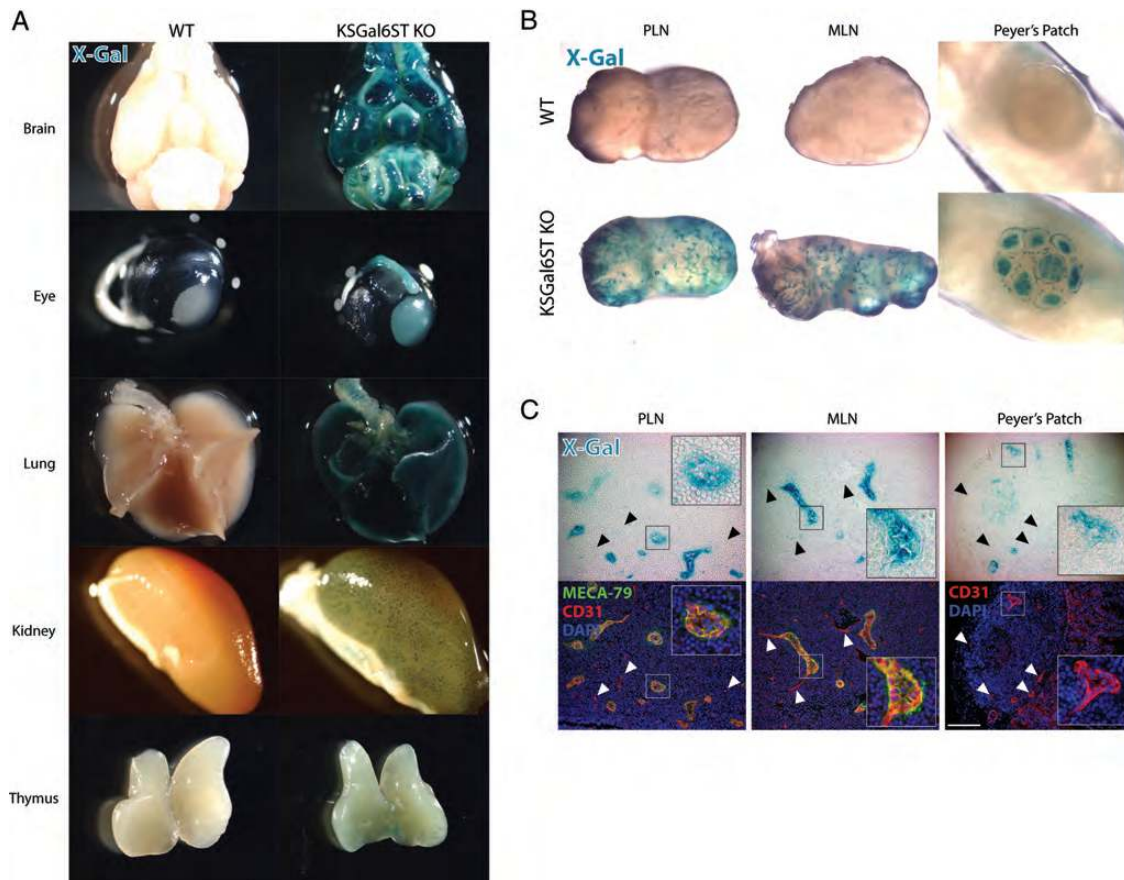 A
WT
KSGal6ST KO
X-Gal
Brain
Eye
Lung
Kidney
Thymus
B
PLN
MLN
Peyer's Patch
X-Gal
WT
KSGal6ST KO
C
PLN
MLN
Peyer's Patch
X-Gal
MECA-79
CD31
DAPI
CD31
DAPI